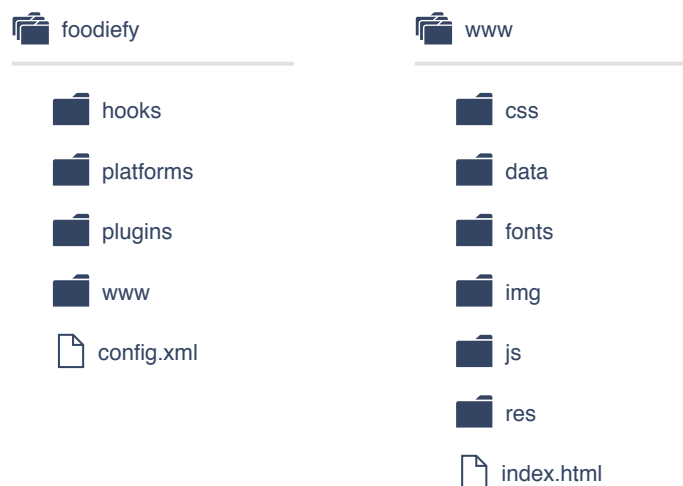 foodiefy
hooks
platforms
plugins
www
config.xml
www
css
data
fonts
img
js
res
index.html